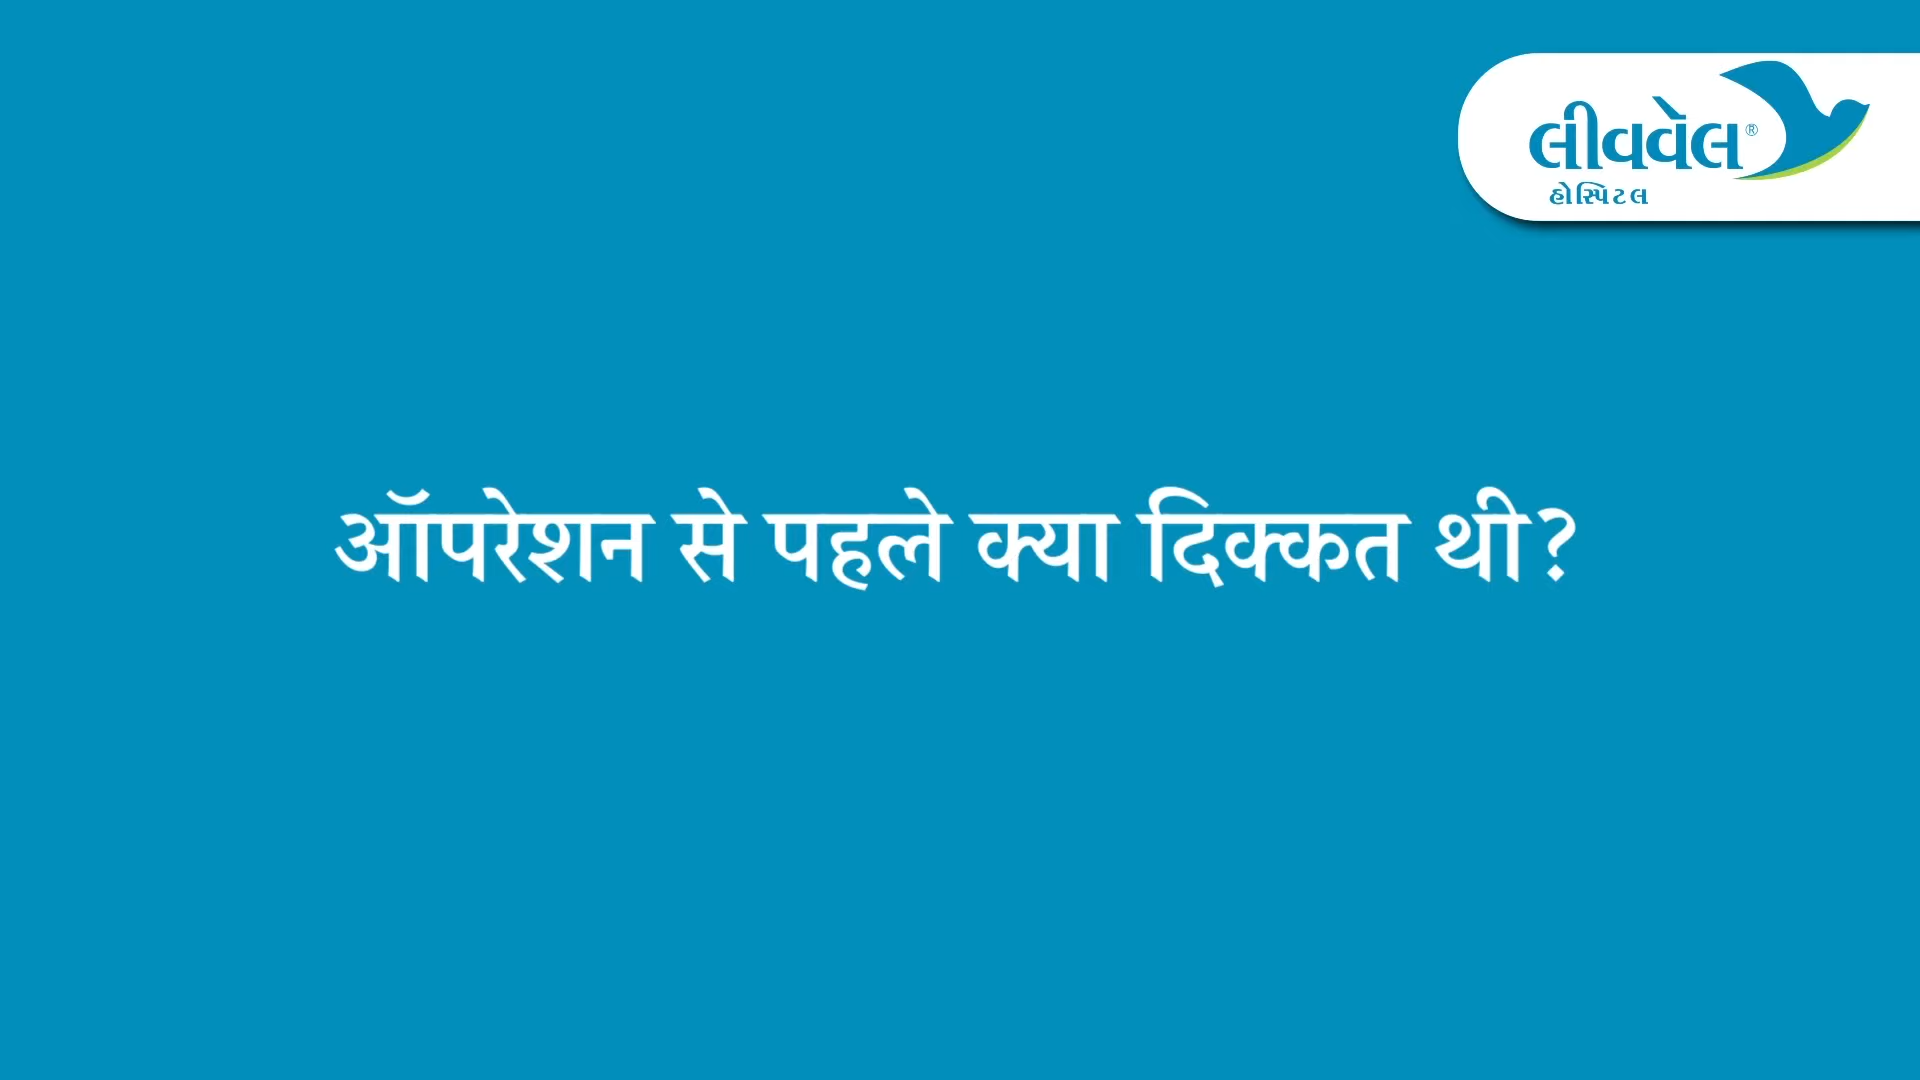 લીવવેલ®
હોસ્પિટલ
ऑपरेशन से पहले क्या दिक्कत थी?